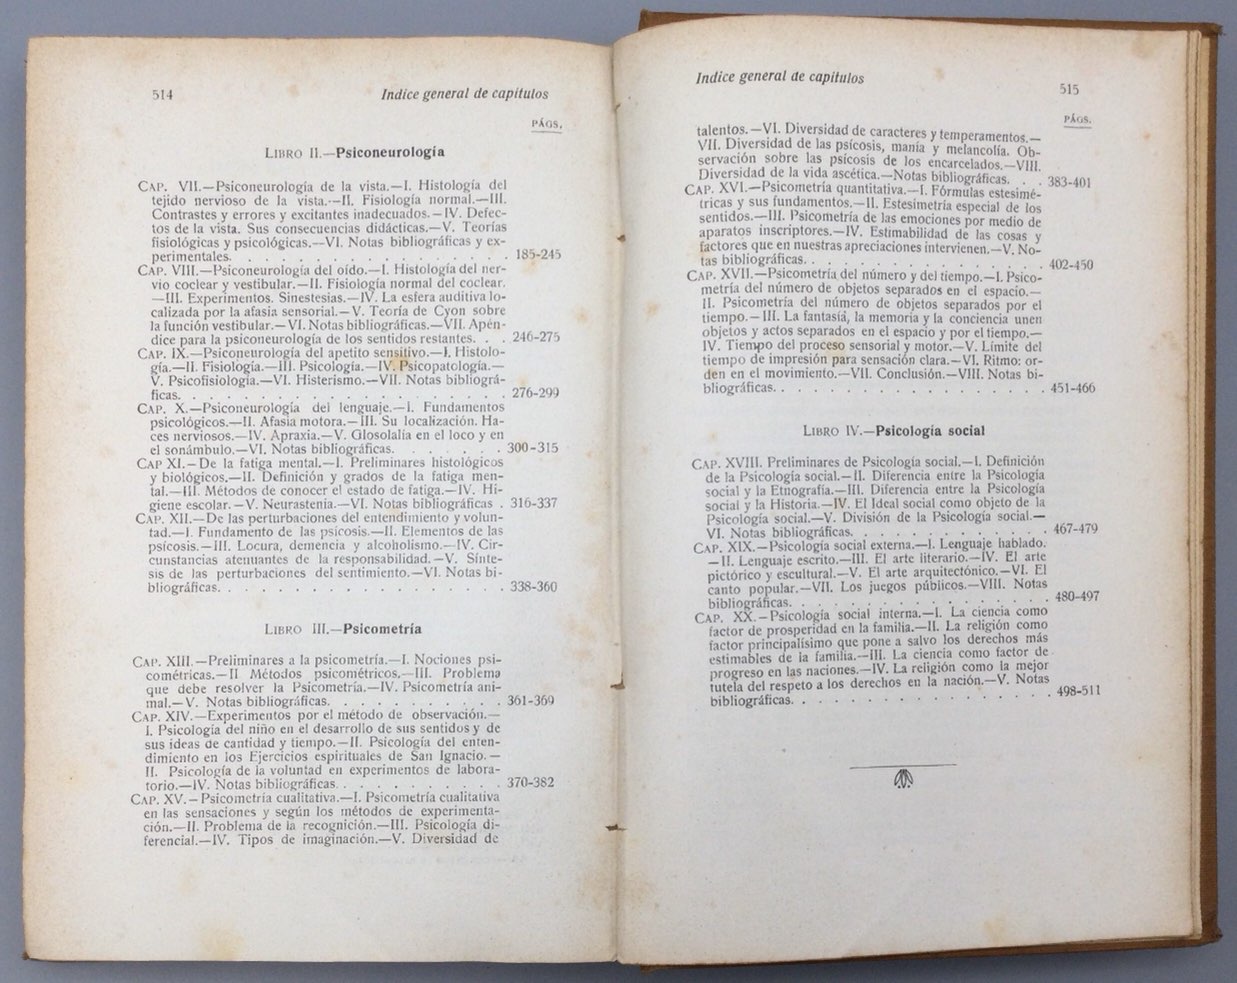 514
Indice general de capítulos
PÁGS.
LIBRO II.—Psiconeurología
CAP. VII.—Psiconeurología de la vista.—I. Histología del
tejido nervioso de la vista.—II. Fisiología normal.—III.
Contrastes y errores y excitantes inadecuados.—IV. Defec-
tos de la vista. Sus consecuencias didácticas.—V. Teorías
fisiológicas y psicológicas.—VI. Notas bibliográficas y ex-
perimentales. . . . . . . . . . . . . . . . . 185-245
CAP. VIII.—Psiconeurología del oído.—I. Histología del ner-
vio coclear y vestibular.—II. Fisiología normal del coclear.
—III. Experimentos. Sinestesias.—IV. La esfera auditiva lo-
calizada por la afasia sensorial.—V. Teoría de Cyon sobre
la función vestibular.—VI. Notas bibliográficas.—VII. Apén-
dice para la psiconeurología de los sentidos restantes. . . 246-275
CAP. IX.—Psiconeurología del apetito sensitivo.—I. Histolo-
gía.—II. Fisiología.—III. Psicología.—IV. Psicopatología.—
V. Psicofisiología.—VI. Histerismo.—VII. Notas bibliográ-
ficas. . . . . . . . . . . . . . . . . . . . 276-299
CAP. X.—Psiconeurología del lenguaje.—I. Fundamentos
psicológicos.—II. Afasia motora.—III. Su localización. Ha-
ces nerviosos.—IV. Apraxia.—V. Glosolalía en el loco y en
el sonámbulo.—VI. Notas bibliográficas. . . . . . . 300-315
CAP XI.—De la fatiga mental.—I. Preliminares histológicos
y biológicos.—II. Definición y grados de la fatiga men-
tal.—III. Métodos de conocer el estado de fatiga.—IV. Hi-
giene escolar.—V. Neurastenia.—VI. Notas bibliográficas . 316-337
CAP. XII.—De las perturbaciones del entendimiento y volun-
tad.—I. Fundamento de las psícosis.—II. Elementos de las
psícosis.—III. Locura, demencia y alcoholismo.—IV. Cir-
cunstancias atenuantes de la responsabilidad.—V. Sínte-
sis de las perturbaciones del sentimiento.—VI. Notas bi-
bliográficas. . . . . . . . . . . . . . . . . . 338-360
LIBRO III.—Psicometría
CAP. XIII.—Preliminares a la psicometría.—I. Nociones psi-
cométricas.—II Métodos psicométricos.—III. Problema
que debe resolver la Psicometría.—IV. Psicometría ani-
mal.—V. Notas bibliográficas. . . . . . . . . . . 361-369
CAP. XIV.—Experimentos por el método de observación.—
I. Psicología del niño en el desarrollo de sus sentidos y de
sus ideas de cantidad y tiempo.—II. Psicología del enten-
dimiento en los Ejercicios espirituales de San Ignacio.—
II. Psicología de la voluntad en experimentos de labora-
torio.—IV. Notas bibliográficas. . . . . . . . . . 370-382
CAP. XV.—Psicometría cualitativa.—I. Psicometría cualitativa
en las sensaciones y según los métodos de experimenta-
ción.—II. Problema de la recognición.—III. Psicología di-
ferencial.—IV. Tipos de imaginación.—V. Diversidad de
Indice general de capítulos
515
PÁGS.
talentos.—VI. Diversidad de caracteres y temperamentos.—
VII. Diversidad de las psícosis, manía y melancolía. Ob-
servación sobre las psícosis de los encarcelados.—VIII.
Diversidad de la vida ascética.—Notas bibliográficas. . . 383-401
CAP. XVI.—Psicometría quantitativa.—I. Fórmulas estesimé-
tricas y sus fundamentos.—II. Estesimetría especial de los
sentidos.—III. Psicometría de las emociones por medio de
aparatos inscriptores.—IV. Estimabilidad de las cosas y
factores que en nuestras apreciaciones intervienen.—V. No-
tas bibliográficas. . . . . . . . . . . . . . . 402-450
CAP. XVII.—Psicometría del número y del tiempo.—I. Psico-
metría del número de objetos separados en el espacio.—
II. Psicometría del número de objetos separados por el
tiempo.—III. La fantasía, la memoria y la conciencia unen
objetos y actos separados en el espacio y por el tiempo.—
IV. Tiempo del proceso sensorial y motor.—V. Límite del
tiempo de impresión para sensación clara.—VI. Ritmo: or-
den en el movimiento.—VII. Conclusión.—VIII. Notas bi-
bliográficas. . . . . . . . . . . . . . . . . 451-466
LIBRO IV.—Psicología social
CAP. XVIII. Preliminares de Psicología social.—I. Definición
de la Psicología social.—II. Diferencia entre la Psicología
social y la Etnografía.—III. Diferencia entre la Psicología
social y la Historia.—IV. El Ideal social como objeto de la
Psicología social.—V. División de la Psicología social.—
VI. Notas bibliográficas. . . . . . . . . . . . . 467-479
CAP. XIX.—Psicología social externa.—I. Lenguaje hablado.
—II. Lenguaje escrito.—III. El arte literario.—IV. El arte
pictórico y escultural.—V. El arte arquitectónico.—VI. El
canto popular.—VII. Los juegos públicos.—VIII. Notas
bibliográficas. . . . . . . . . . . . . . . . 480-497
CAP. XX.—Psicología social interna.—I. La ciencia como
factor de prosperidad en la familia.—II. La religión como
factor principalísimo que pone a salvo los derechos más
estimables de la familia.—III. La ciencia como factor de
progreso en las naciones.—IV. La religión como la mejor
tutela del respeto a los derechos en la nación.—V. Notas
bibliográficas. . . . . . . . . . . . . . . . 498-511